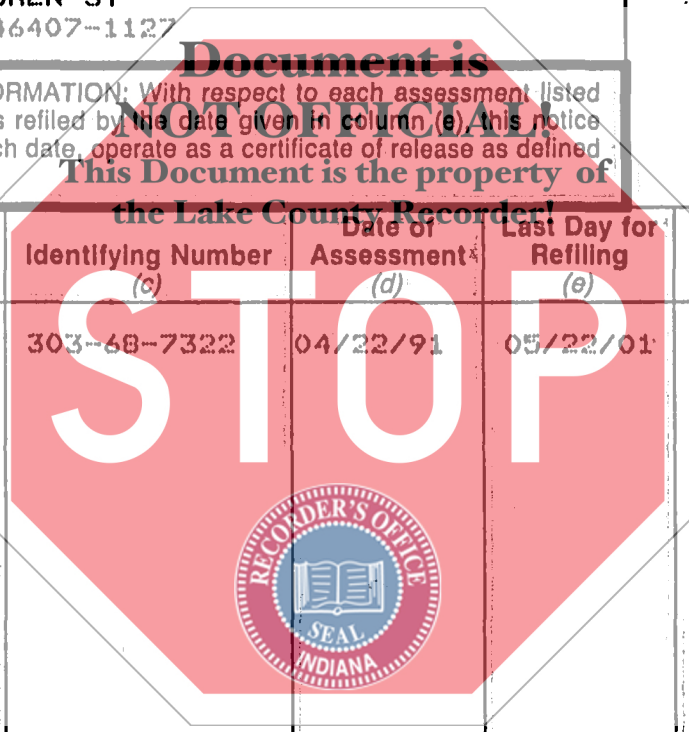 46407-1127
Document is
ORMATION: With respect to each assessment listed
NOT OFFICIAL!
refiled by the date given in column (e), this notice
date, operate as a certificate of release as defined
This Document is the property of
the Lake County Recorder!
Identifying Number
(c)
Date of
Assessment
(d)
Last Day for
Refiling
(e)
303-68-7322 04/22/91 05/22/01
STOP
RECORDER'S OFFICE
SEAL
INDIANA